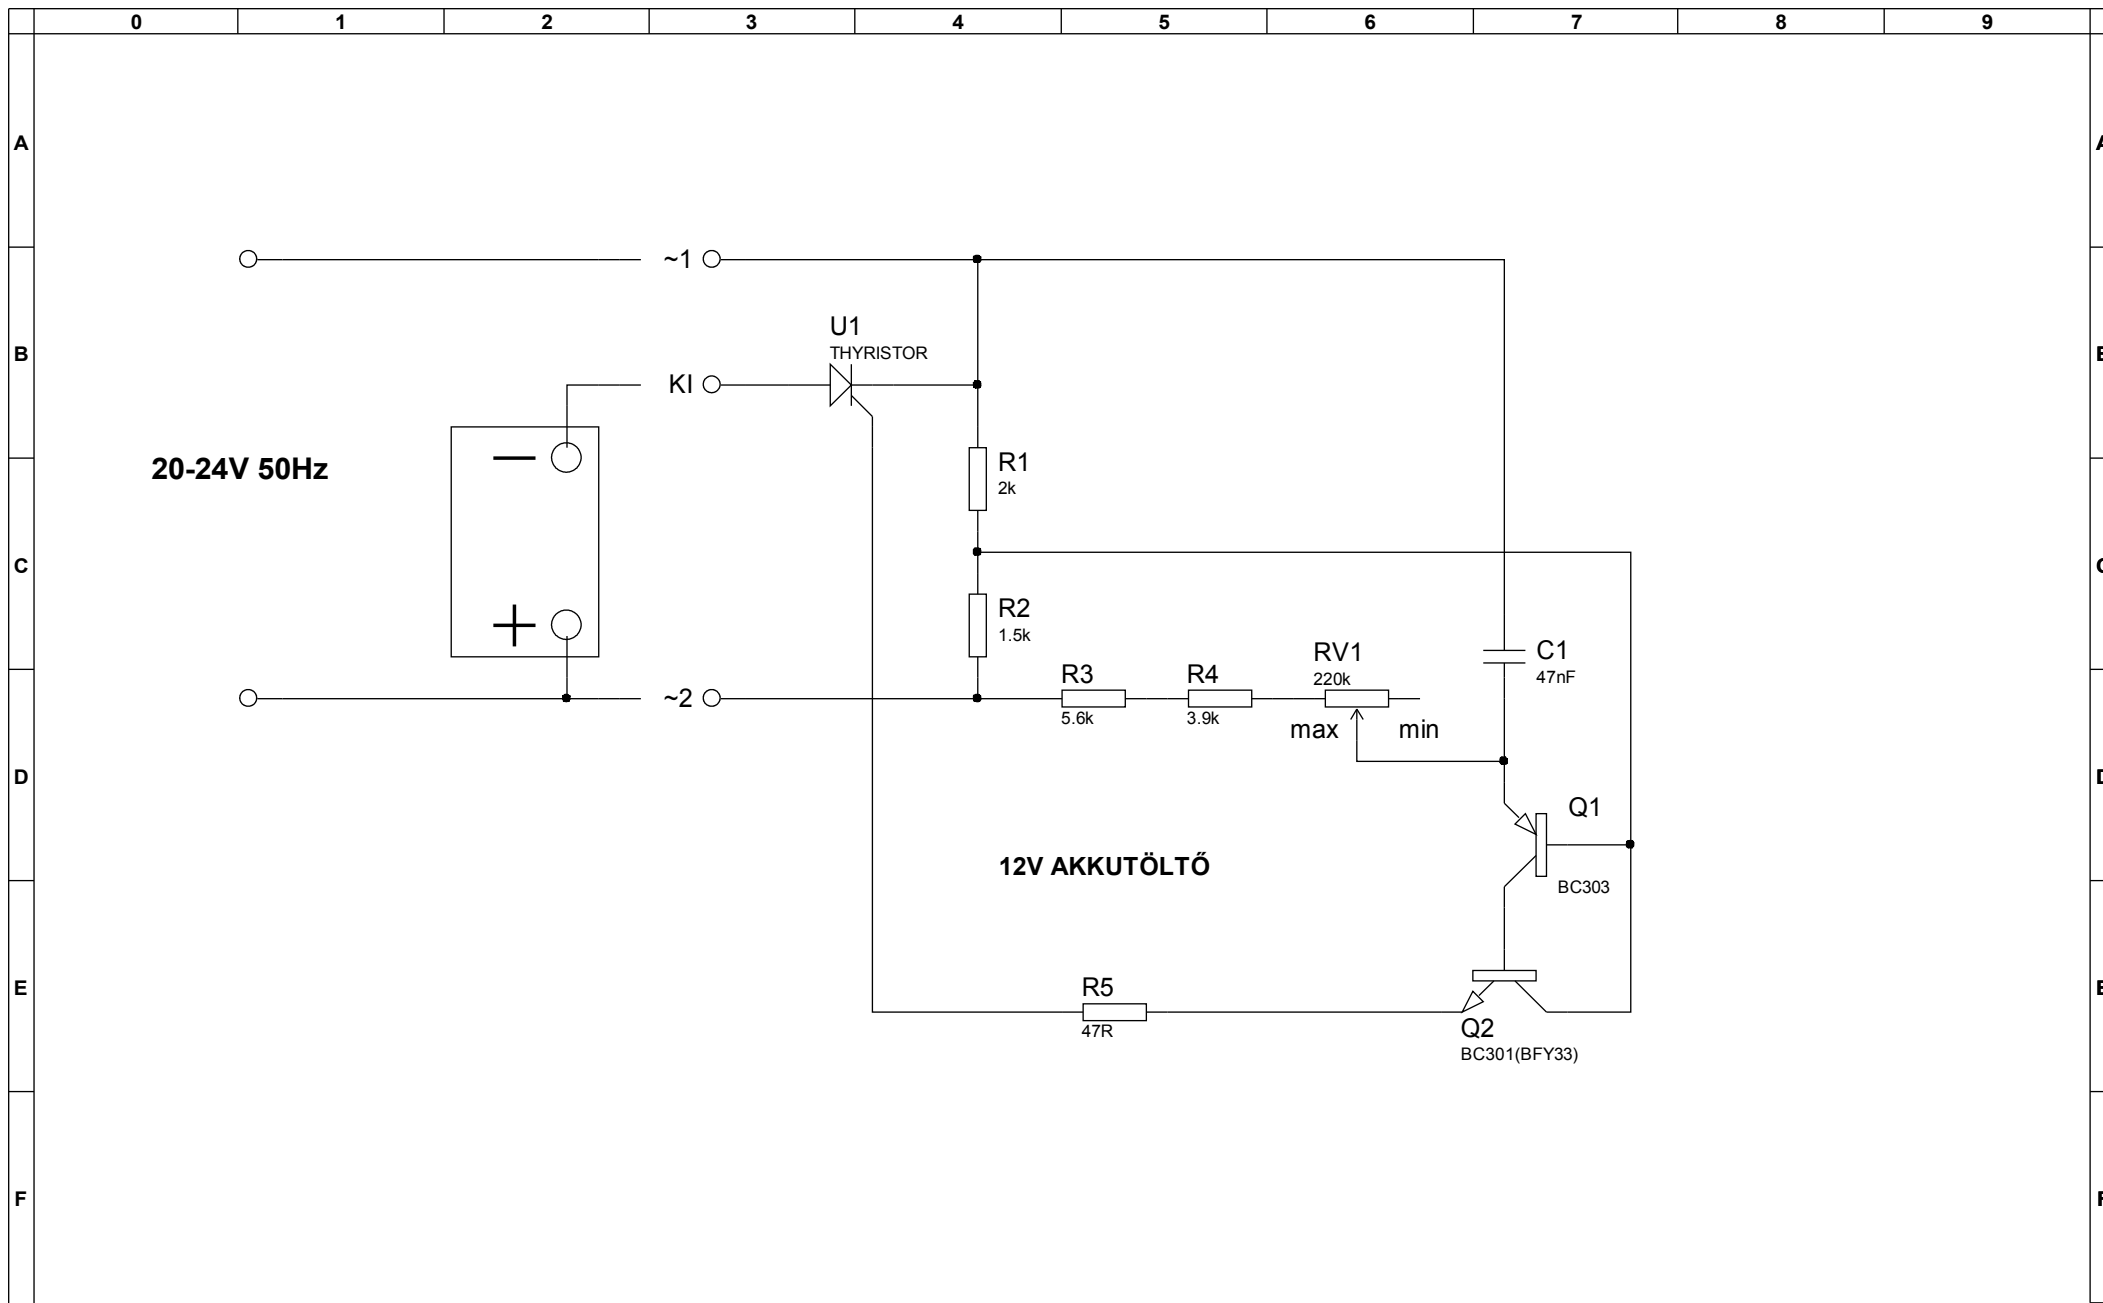 0 1 2 3 4 5 6 7 8 9
A A
~1
U1
THYRISTOR
B B
KI
20-24V 50Hz
R1
2k
C C
R2
1.5k
C1
47nF
RV1
220k
R3
5.6k
R4
3.9k
~2
max min
D D
Q1
BC303
12V AKKUTÖLTŐ
E E
R5
47R
Q2
BC301(BFY33)
F F